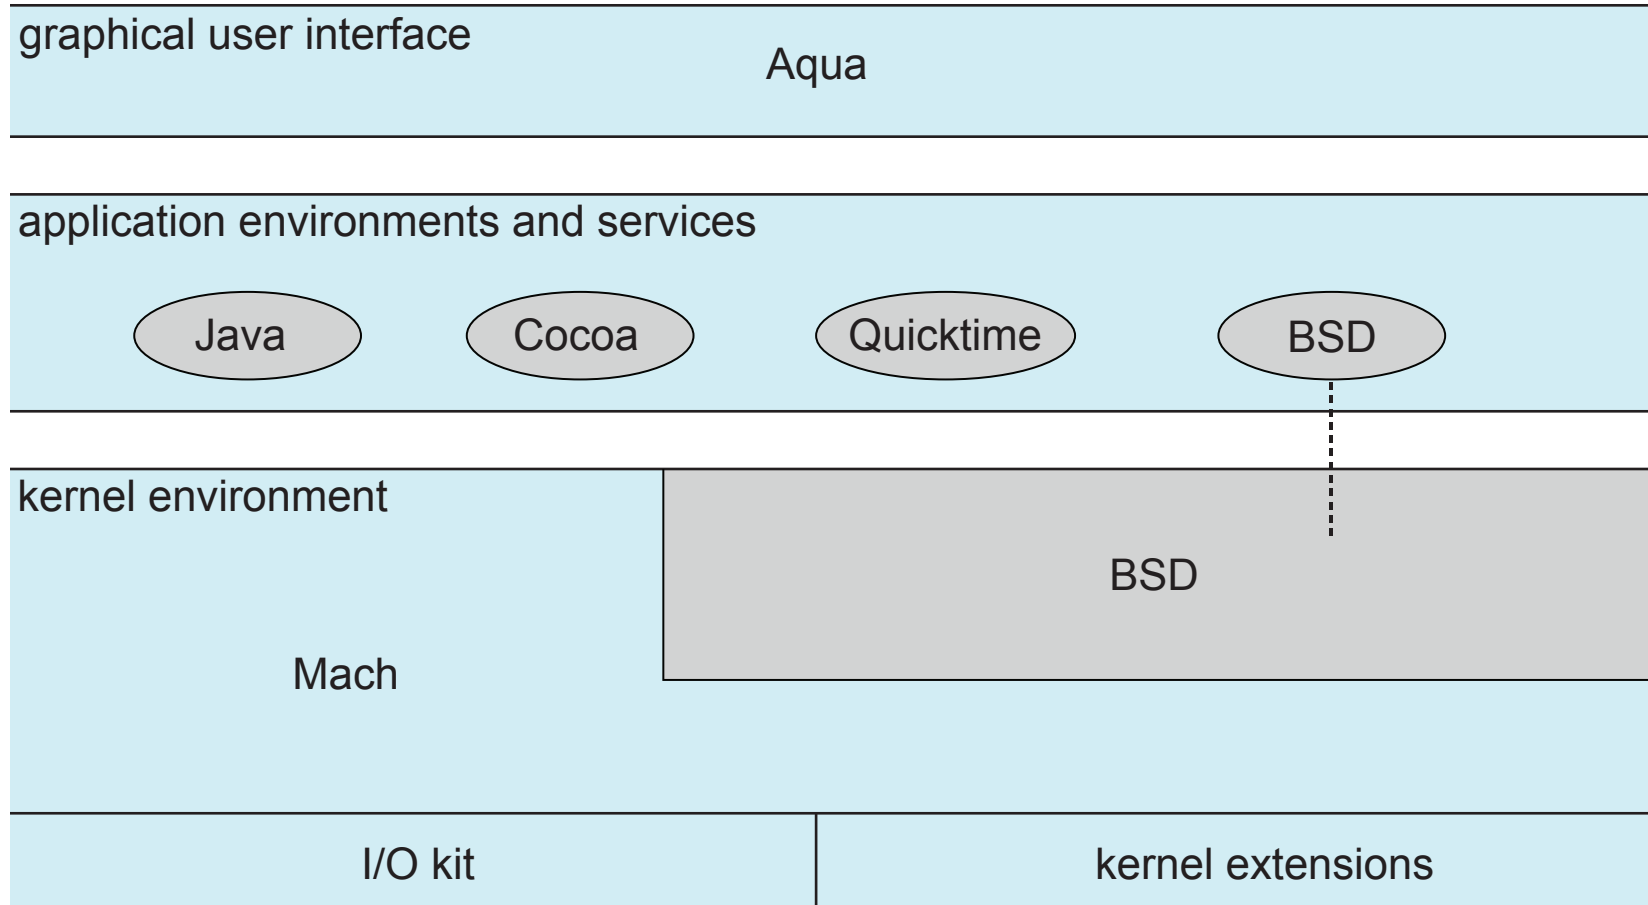 graphical user interface
Aqua
application environments and services
Java
Cocoa
Quicktime
BSD
kernel environment
BSD
Mach
I/O kit
kernel extensions